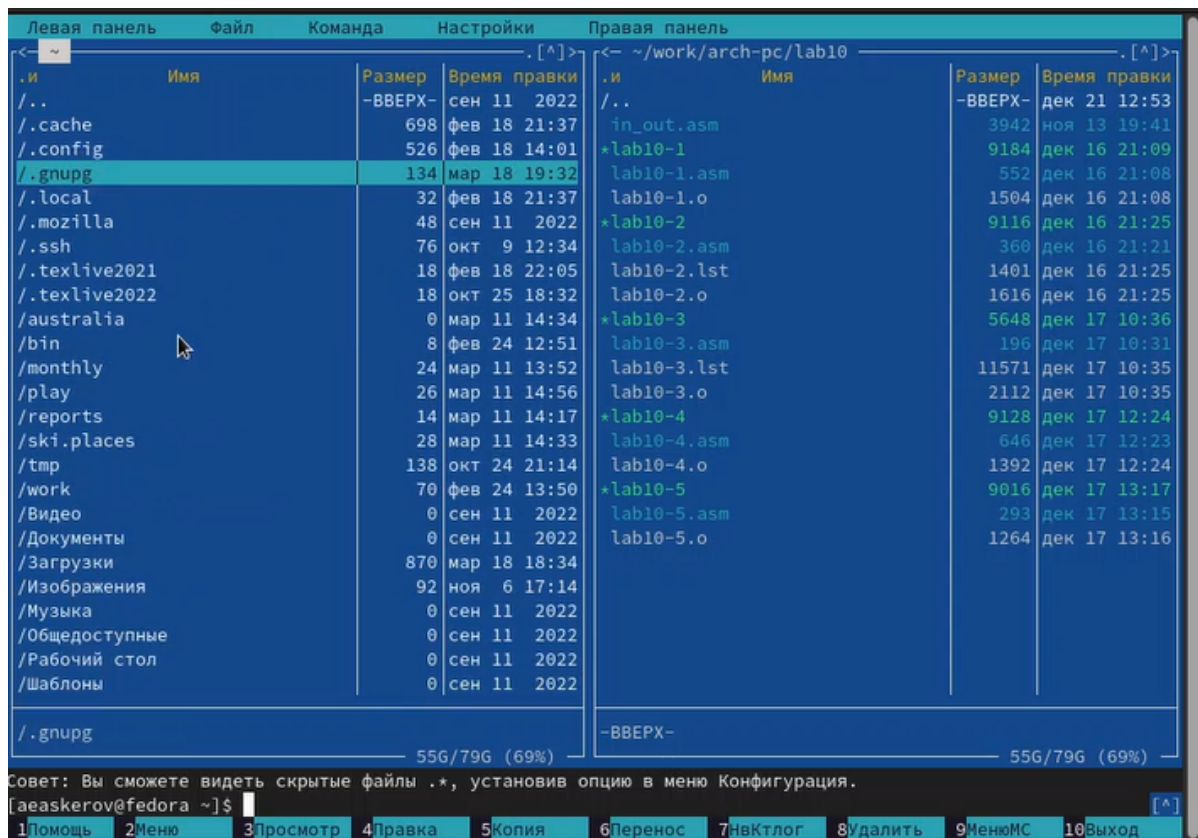 Левая панель Файл Команда Настройки Правая панель
<- ~ .[^]>
.и Имя Размер Время правки
/.. -ВВЕРХ- сен 11 2022
/.cache 698 фев 18 21:37
/.config 526 фев 18 14:01
/.gnupg 134 мар 18 19:32
/.local 32 фев 18 21:37
/.mozilla 48 сен 11 2022
/.ssh 76 окт 9 12:34
/.texlive2021 18 фев 18 22:05
/.texlive2022 18 окт 25 18:32
/australia 0 мар 11 14:34
/bin 8 фев 24 12:51
/monthly 24 мар 11 13:52
/play 26 мар 11 14:56
/reports 14 мар 11 14:17
/ski.places 28 мар 11 14:33
/tmp 138 окт 24 21:14
/work 70 фев 24 13:50
/Видео 0 сен 11 2022
/Документы 0 сен 11 2022
/Загрузки 870 мар 18 18:34
/Изображения 92 ноя 6 17:14
/Музыка 0 сен 11 2022
/Общедоступные 0 сен 11 2022
/Рабочий стол 0 сен 11 2022
/Шаблоны 0 сен 11 2022
/.gnupg
55G/79G (69%)
<- ~/work/arch-pc/lab10 .[^]>
.и Имя Размер Время правки
/.. -ВВЕРХ- дек 21 12:53
in_out.asm 3942 ноя 13 19:41
*lab10-1 9184 дек 16 21:09
lab10-1.asm 552 дек 16 21:08
lab10-1.o 1504 дек 16 21:08
*lab10-2 9116 дек 16 21:25
lab10-2.asm 360 дек 16 21:21
lab10-2.lst 1401 дек 16 21:25
lab10-2.o 1616 дек 16 21:25
*lab10-3 5648 дек 17 10:36
lab10-3.asm 196 дек 17 10:31
lab10-3.lst 11571 дек 17 10:35
lab10-3.o 2112 дек 17 10:35
*lab10-4 9128 дек 17 12:24
lab10-4.asm 646 дек 17 12:23
lab10-4.o 1392 дек 17 12:24
*lab10-5 9016 дек 17 13:17
lab10-5.asm 293 дек 17 13:15
lab10-5.o 1264 дек 17 13:16
-ВВЕРХ-
55G/79G (69%)
Совет: Вы сможете видеть скрытые файлы .*, установив опцию в меню Конфигурация.
[aeaskerov@fedora ~]$ [^]
1Помощь 2Меню 3Просмотр 4Правка 5Копия 6Перенос 7НвКтлог 8Удалить 9МенюMC 10Выход